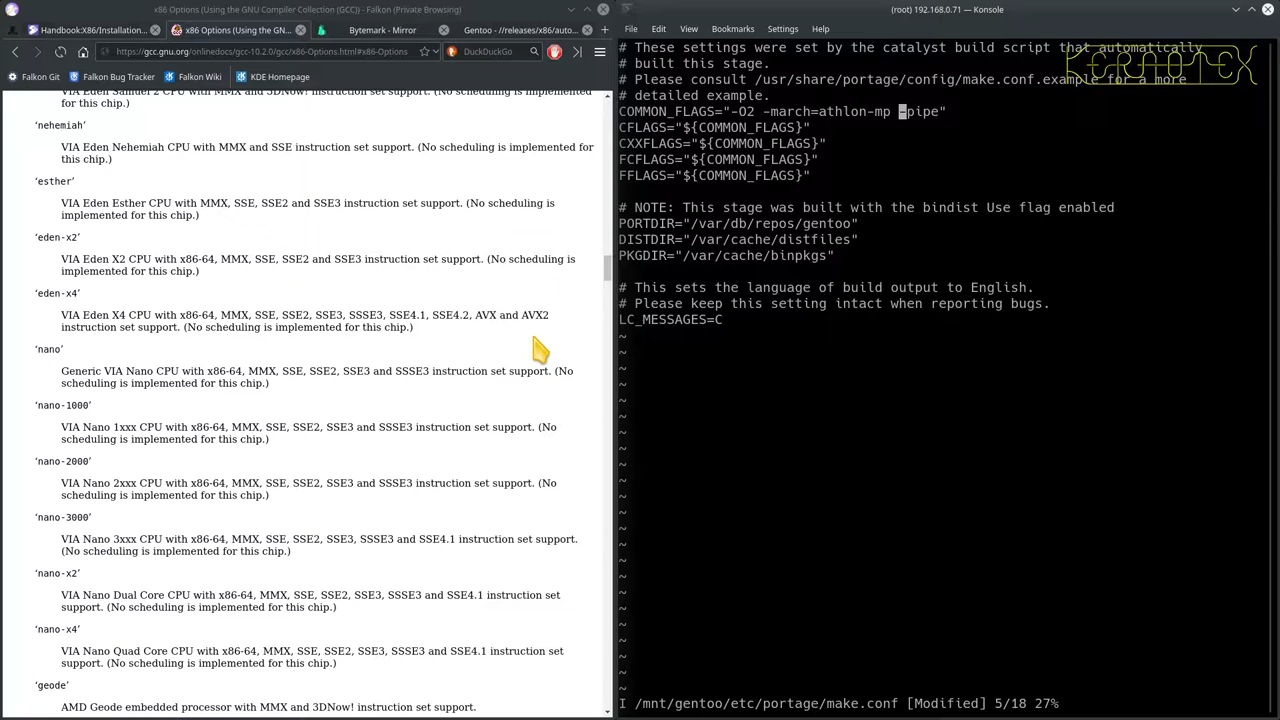 x86 Options (Using the GNU Compiler Collection (GCC)) - Falkon (Private Browsing)
Handbook:X86/Installation...
x86 Options (Using the GN...
Bytemark - Mirror
Gentoo - //releases/x86/auto...
https://gcc.gnu.org/onlinedocs/gcc-10.2.0/gcc/x86-Options.html#x86-Options
DuckDuckGo
Falkon Git
Falkon Bug Tracker
Falkon Wiki
KDE Homepage
VIA Eden Samuel 2 CPU with MMX and 3DNow! instruction set support. (No scheduling is implemented
for this chip.)
‘nehemiah’
VIA Eden Nehemiah CPU with MMX and SSE instruction set support. (No scheduling is implemented for
this chip.)
‘esther’
VIA Eden Esther CPU with MMX, SSE, SSE2 and SSE3 instruction set support. (No scheduling is
implemented for this chip.)
‘eden-x2’
VIA Eden X2 CPU with x86-64, MMX, SSE, SSE2 and SSE3 instruction set support. (No scheduling is
implemented for this chip.)
‘eden-x4’
VIA Eden X4 CPU with x86-64, MMX, SSE, SSE2, SSE3, SSSE3, SSE4.1, SSE4.2, AVX and AVX2
instruction set support. (No scheduling is implemented for this chip.)
‘nano’
Generic VIA Nano CPU with x86-64, MMX, SSE, SSE2, SSE3 and SSSE3 instruction set support. (No
scheduling is implemented for this chip.)
‘nano-1000’
VIA Nano 1xxx CPU with x86-64, MMX, SSE, SSE2, SSE3 and SSSE3 instruction set support. (No
scheduling is implemented for this chip.)
‘nano-2000’
VIA Nano 2xxx CPU with x86-64, MMX, SSE, SSE2, SSE3 and SSSE3 instruction set support. (No
scheduling is implemented for this chip.)
‘nano-3000’
VIA Nano 3xxx CPU with x86-64, MMX, SSE, SSE2, SSE3, SSSE3 and SSE4.1 instruction set support.
(No scheduling is implemented for this chip.)
‘nano-x2’
VIA Nano Dual Core CPU with x86-64, MMX, SSE, SSE2, SSE3, SSSE3 and SSE4.1 instruction set
support. (No scheduling is implemented for this chip.)
‘nano-x4’
VIA Nano Quad Core CPU with x86-64, MMX, SSE, SSE2, SSE3, SSSE3 and SSE4.1 instruction set
support. (No scheduling is implemented for this chip.)
‘geode’
AMD Geode embedded processor with MMX and 3DNow! instruction set support.
(root) 192.168.0.71 — Konsole
File Edit View Bookmarks Settings Help
# These settings were set by the catalyst build script that automatically
# built this stage.
# Please consult /usr/share/portage/config/make.conf.example for a more
# detailed example.
COMMON_FLAGS="-O2 -march=athlon-mp -pipe"
CFLAGS="${COMMON_FLAGS}"
CXXFLAGS="${COMMON_FLAGS}"
FCFLAGS="${COMMON_FLAGS}"
FFLAGS="${COMMON_FLAGS}"
# NOTE: This stage was built with the bindist Use flag enabled
PORTDIR="/var/db/repos/gentoo"
DISTDIR="/var/cache/distfiles"
PKGDIR="/var/cache/binpkgs"
# This sets the language of build output to English.
# Please keep this setting intact when reporting bugs.
LC_MESSAGES=C
I /mnt/gentoo/etc/portage/make.conf [Modified] 5/18 27%